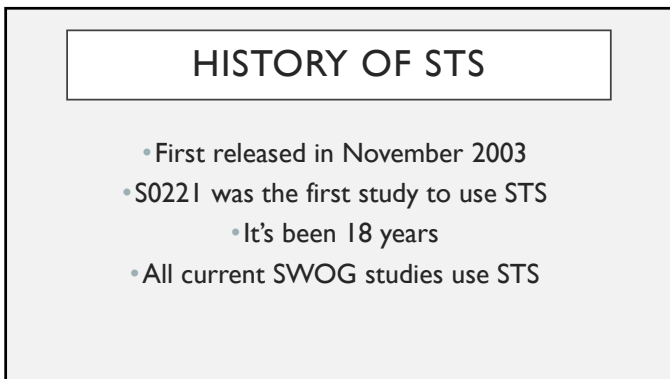 HISTORY OF STS
•First released in November 2003
•S0221 was the first study to use STS
•It’s been 18 years
•All current SWOG studies use STS